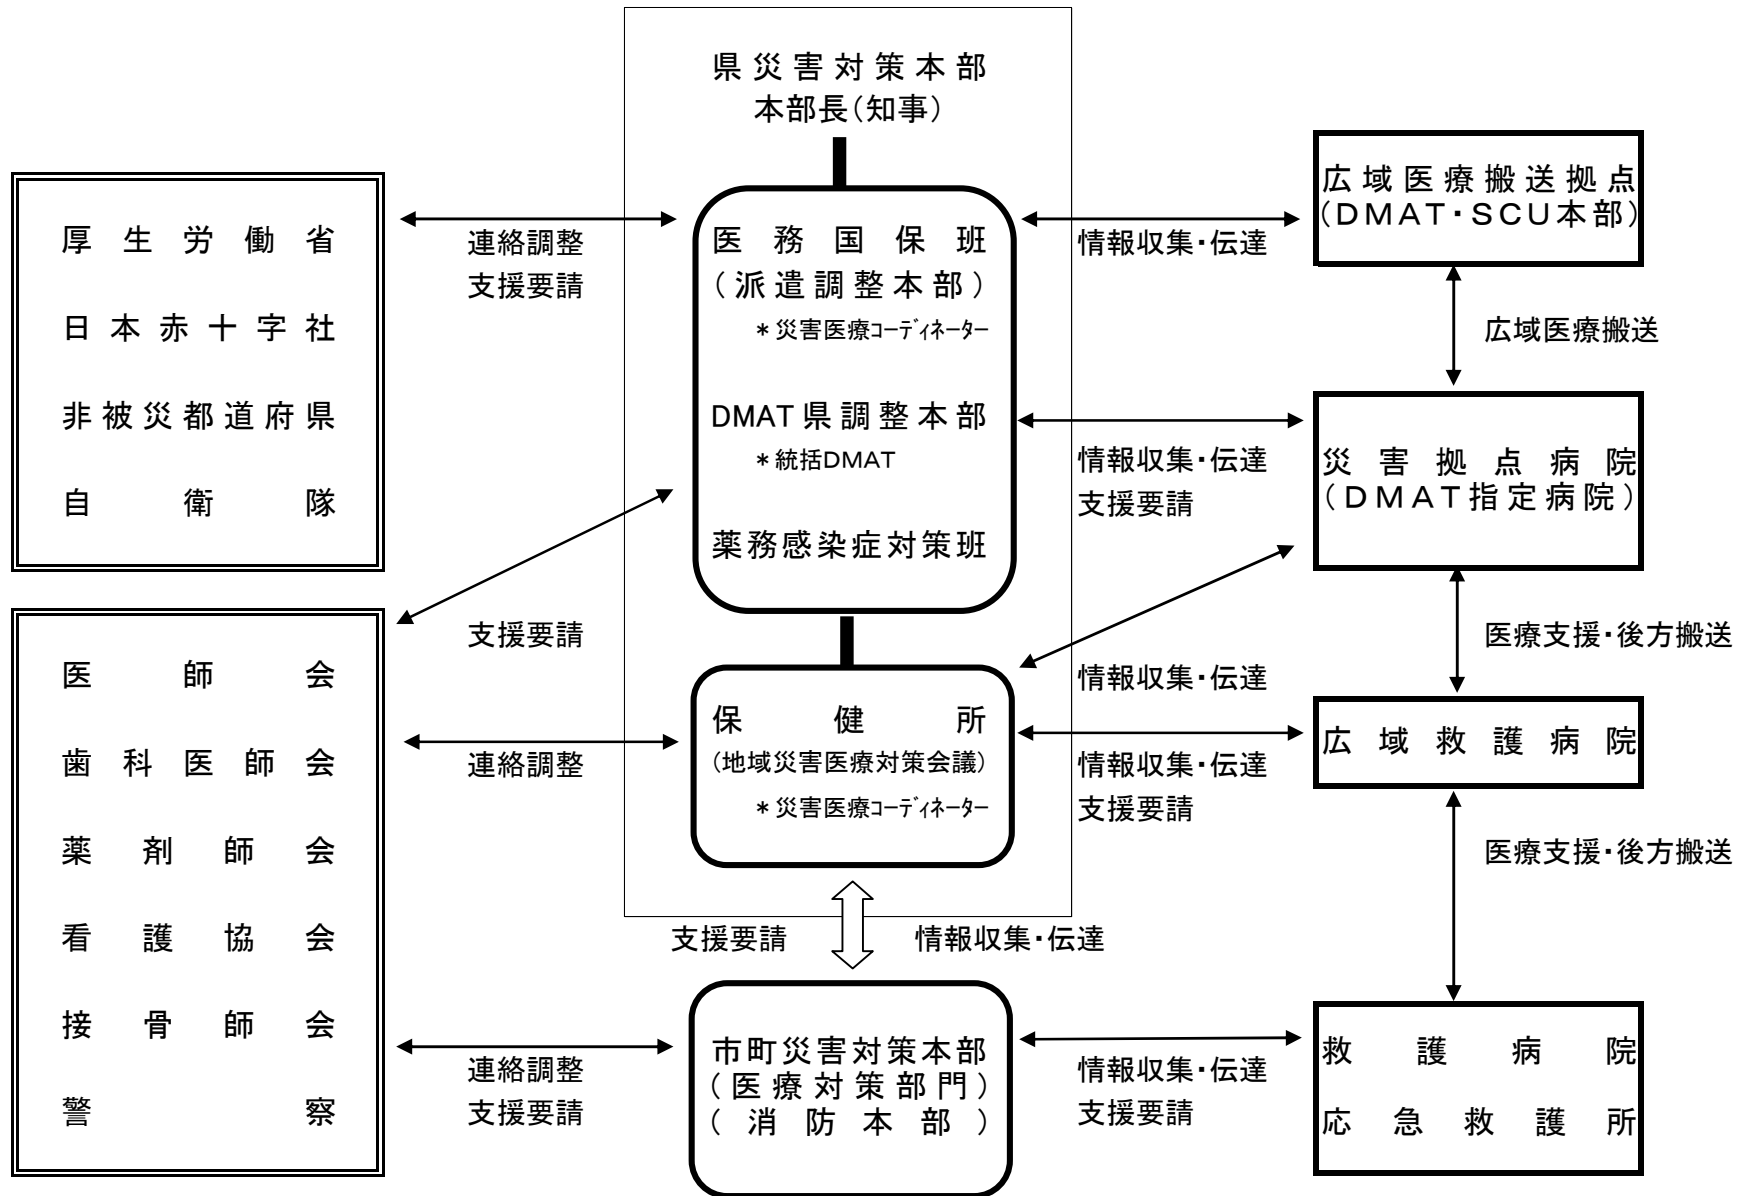 県災害対策本部
本部長(知事)
厚生労働省
日本赤十字社
非被災都道府県
自衛隊
連絡調整
支援要請
医務国保班
(派遣調整本部)
*災害医療コーディネーター
DMAT県調整本部
*統括DMAT
薬務感染症対策班
情報収集・伝達
広域医療搬送拠点
(DMAT・SCU本部)
広域医療搬送
情報収集・伝達
支援要請
災害拠点病院
(DMAT指定病院)
医師会
歯科医師会
薬剤師会
看護協会
接骨師会
警察
支援要請
連絡調整
保健所
(地域災害医療対策会議)
*災害医療コーディネーター
情報収集・伝達
医療支援・後方搬送
情報収集・伝達
支援要請
広域救護病院
医療支援・後方搬送
支援要請
情報収集・伝達
連絡調整
支援要請
市町災害対策本部
(医療対策部門)
(消防本部)
情報収集・伝達
支援要請
救護病院
応急救護所